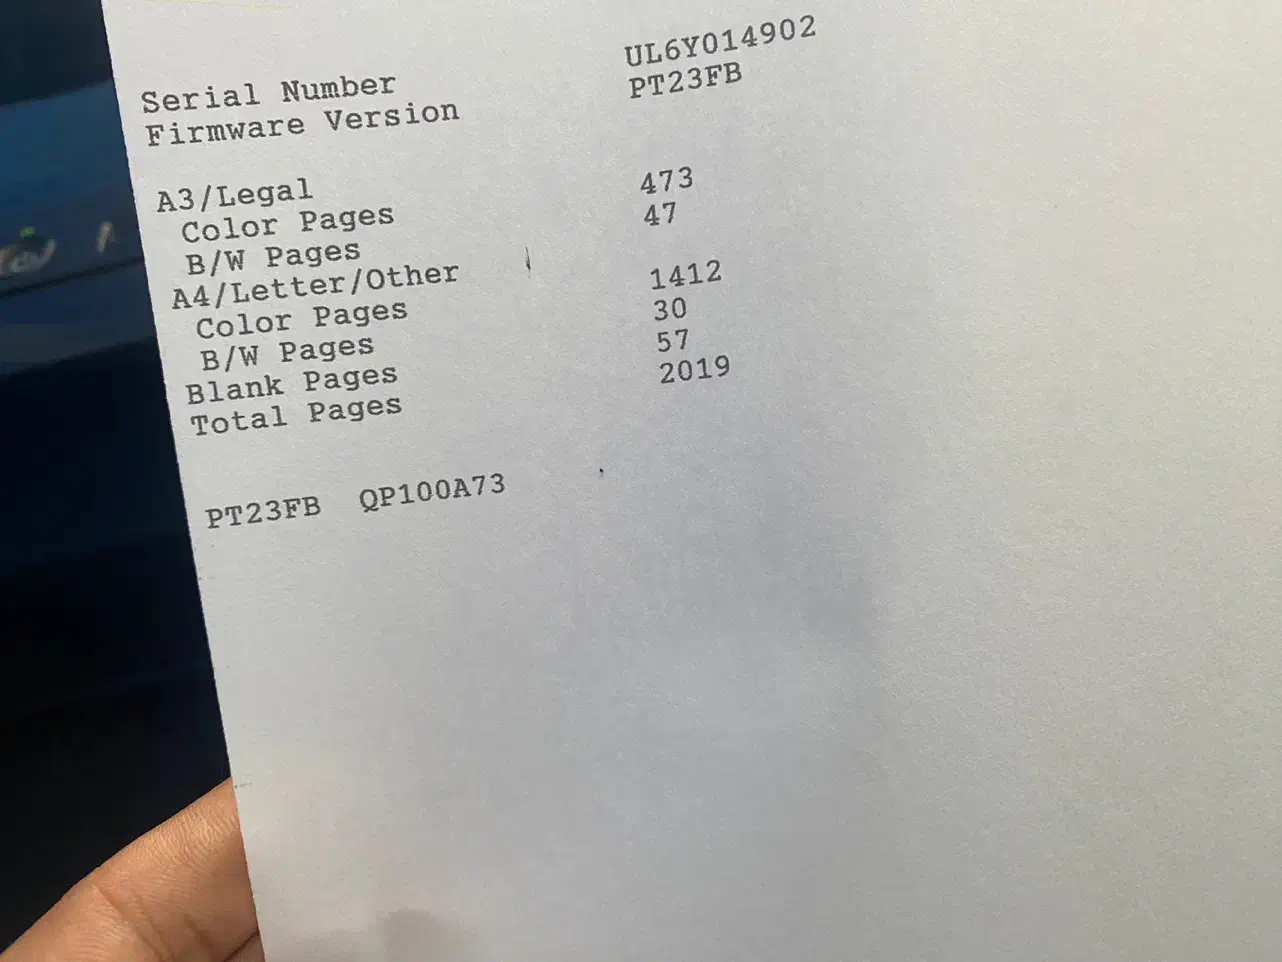 Serial Number UL6Y014902
Firmware Version PT23FB
A3/Legal
Color Pages 473
B/W Pages 47
A4/Letter/Other
Color Pages 1412
B/W Pages 30
Blank Pages 57
Total Pages 2019
PT23FB QP100A73